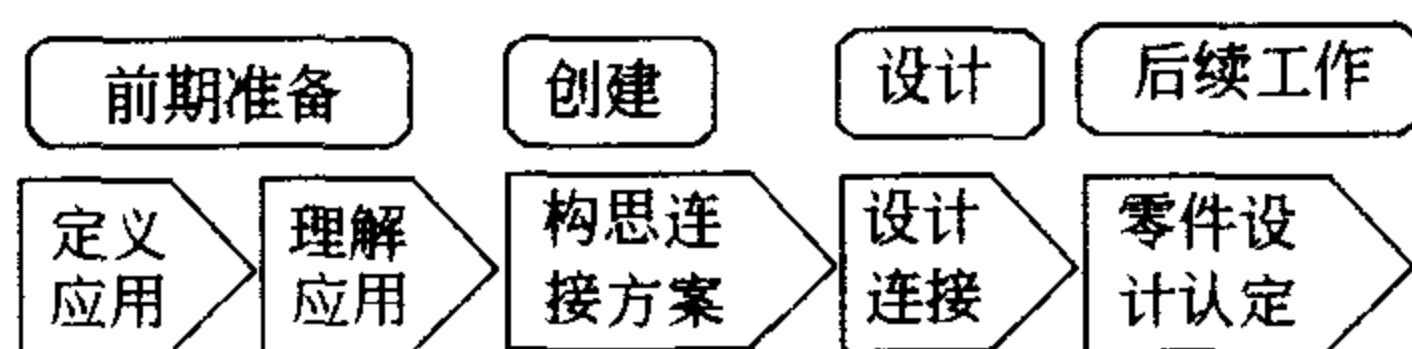 前期准备
创建
设计
后续工作
定义
应用
理解
应用
构思连
接方案
设计
连接
零件设
计认定